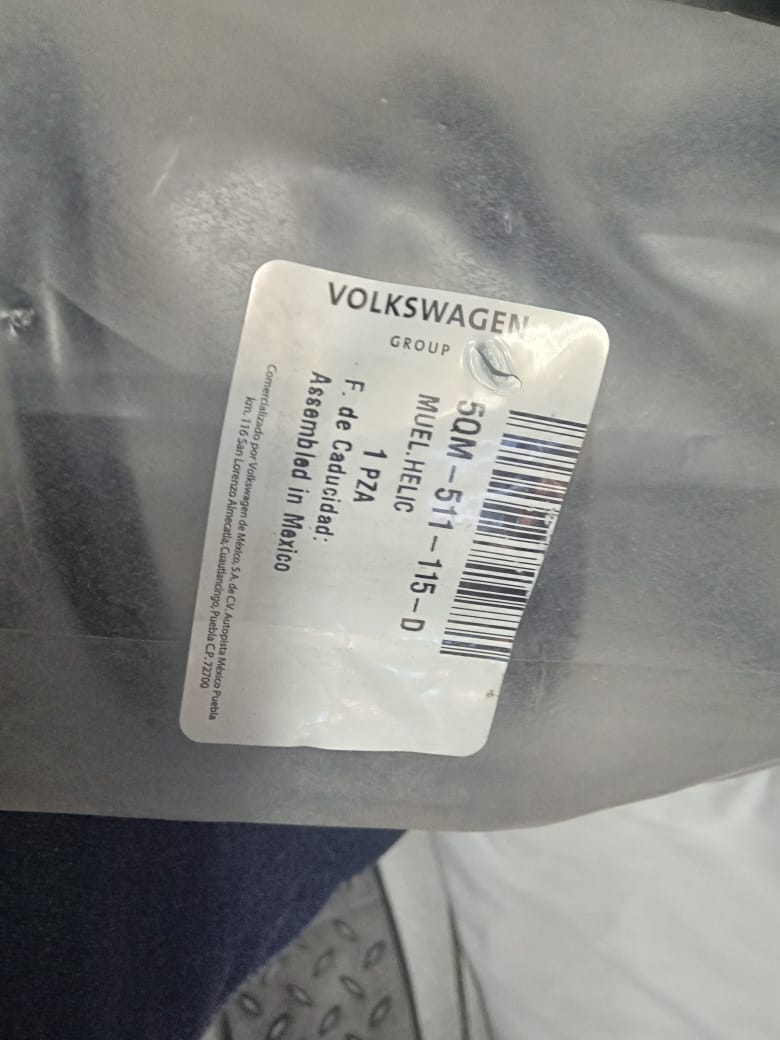 VOLKSWAGEN
GROUP
5QM-511-115-D
MUEL.HELIC
1 PZA
F. de Caducidad:
Assembled in Mexico
Comercializado por Volkswagen de México, S.A. de C.V. Autopista México Puebla
km. 116 San Lorenzo Almecatla, Cuautlancingo, Puebla C.P. 72700